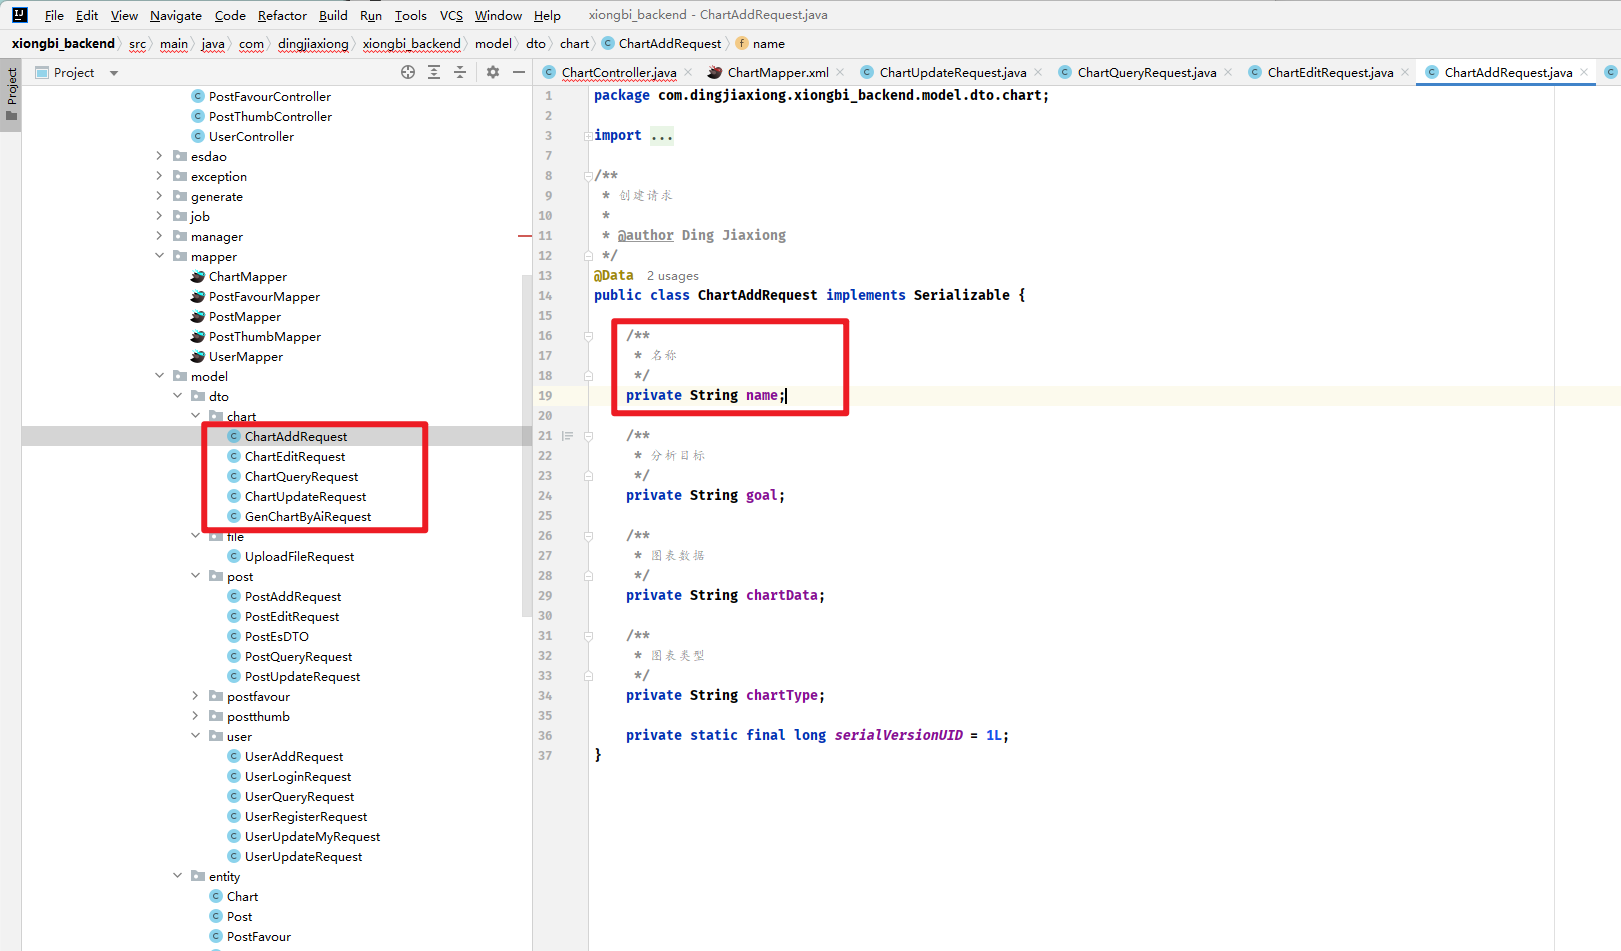 File Edit View Navigate Code Refactor Build Run Tools VCS Window Help xiongbi_backend - ChartAddRequest.java
xiongbi_backend src main java com dingjiaxiong xiongbi_backend model dto chart ChartAddRequest name
Project
Project
PostFavourController
PostThumbController
UserController
esdao
exception
generate
job
manager
mapper
ChartMapper
PostFavourMapper
PostMapper
PostThumbMapper
UserMapper
model
dto
chart
ChartAddRequest
ChartEditRequest
ChartQueryRequest
ChartUpdateRequest
GenChartByAiRequest
file
UploadFileRequest
post
PostAddRequest
PostEditRequest
PostEsDTO
PostQueryRequest
PostUpdateRequest
postfavour
postthumb
user
UserAddRequest
UserLoginRequest
UserQueryRequest
UserRegisterRequest
UserUpdateMyRequest
UserUpdateRequest
entity
Chart
Post
PostFavour
ChartController.java ChartMapper.xml ChartUpdateRequest.java ChartQueryRequest.java ChartEditRequest.java ChartAddRequest.java
1 package com.dingjiaxiong.xiongbi_backend.model.dto.chart;
2
3 import ...
7
8 /**
9 * 创建请求
10 *
11 * @author Ding Jiaxiong
12 */
13 @Data 2 usages
14 public class ChartAddRequest implements Serializable {
15
16 /**
17 * 名称
18 */
19 private String name;
20
21 /**
22 * 分析目标
23 */
24 private String goal;
25
26 /**
27 * 图表数据
28 */
29 private String chartData;
30
31 /**
32 * 图表类型
33 */
34 private String chartType;
35
36 private static final long serialVersionUID = 1L;
37 }